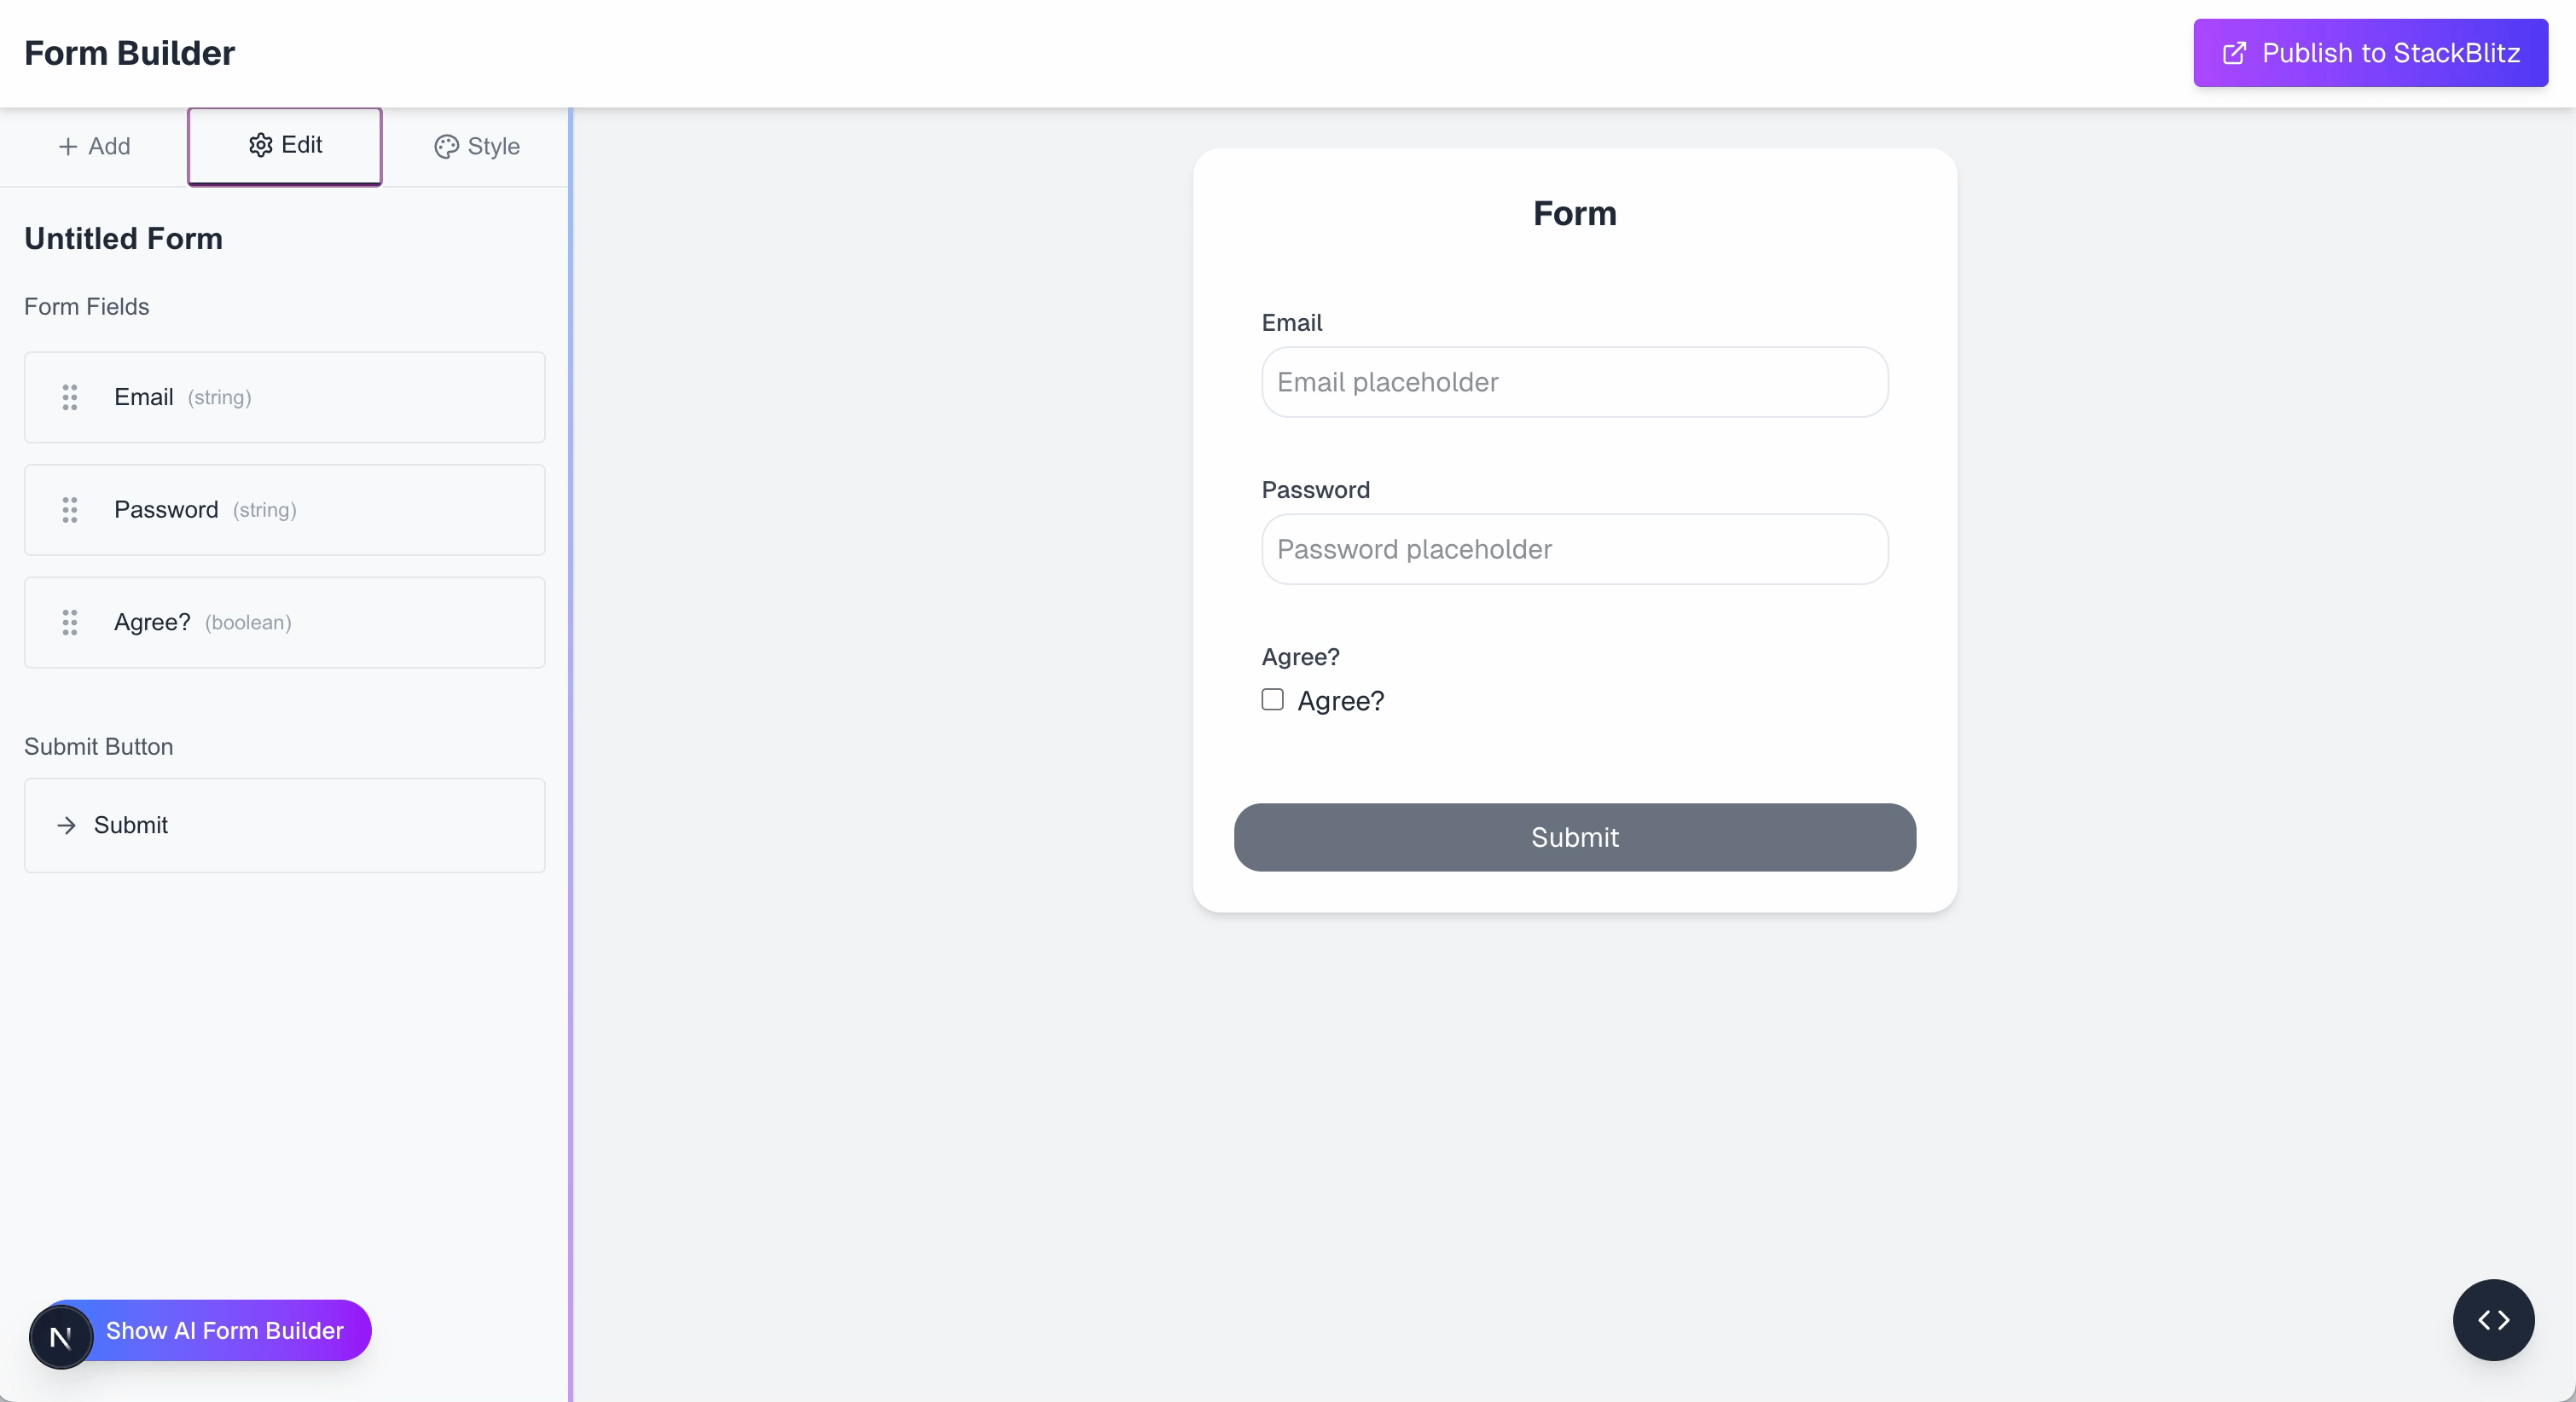 Form Builder
Publish to StackBlitz
Add
Edit
Style
Untitled Form
Form Fields
Email (string)
Password (string)
Agree? (boolean)
Submit Button
Submit
N
Show AI Form Builder
Form
Email
Email placeholder
Password
Password placeholder
Agree?
Agree?
Submit